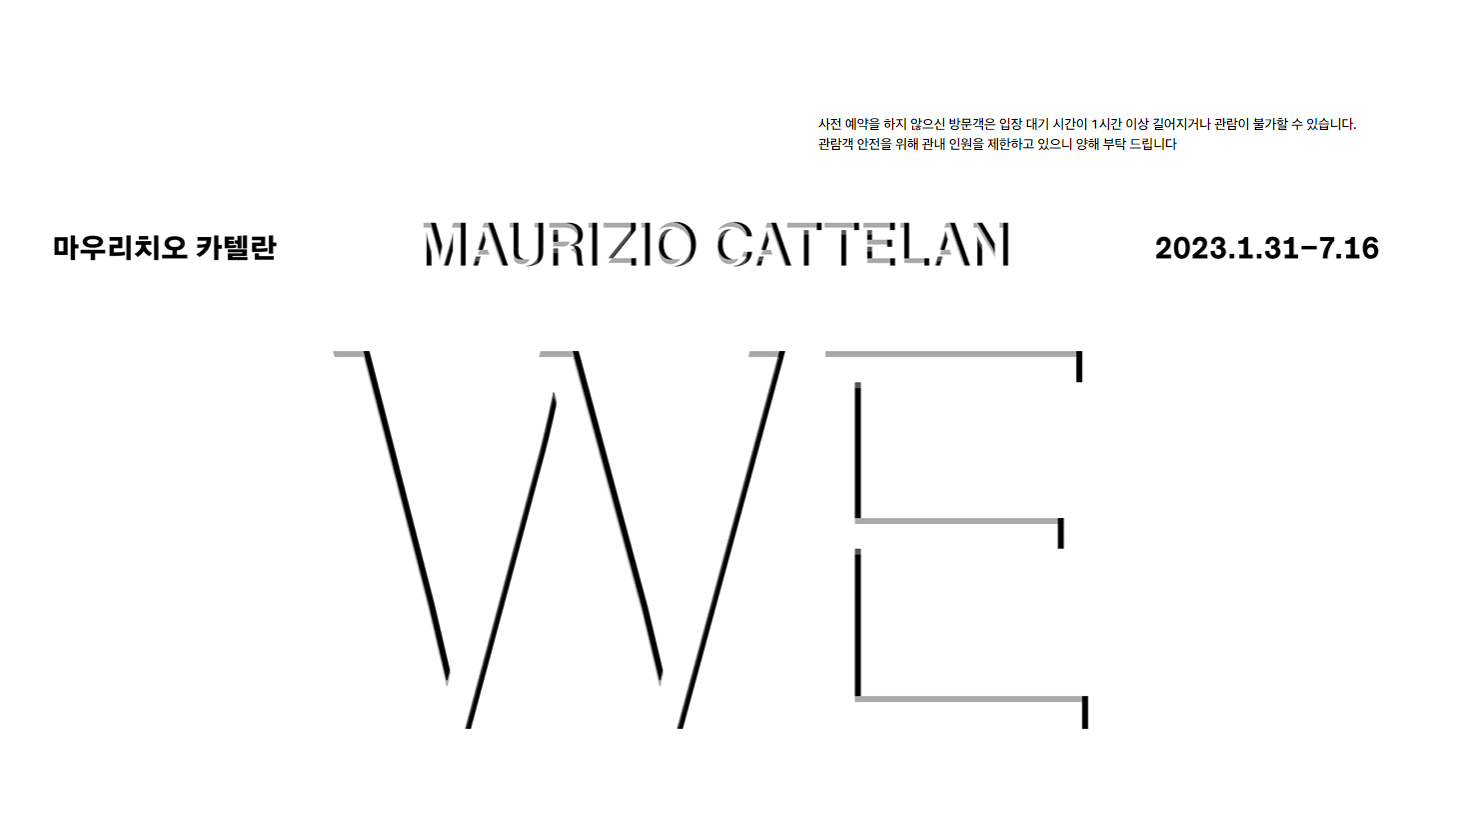 사전 예약을 하지 않으신 방문객은 입장 대기 시간이 1시간 이상 길어지거나 관람이 불가할 수 있습니다.
관람객 안전을 위해 관내 인원을 제한하고 있으니 양해 부탁 드립니다
마우리치오 카텔란
MAURIZIO CATTELAN
2023.1.31–7.16
WE